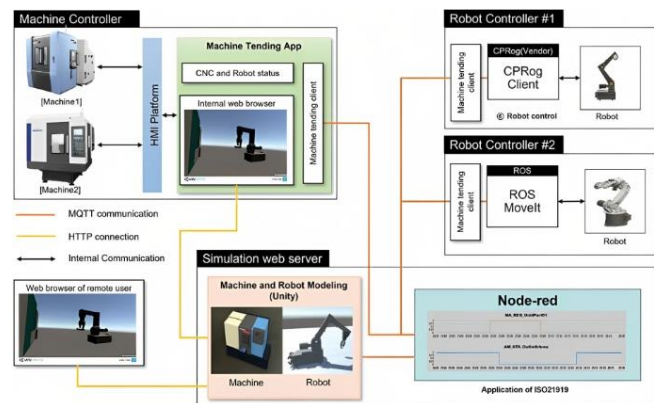 Machine Controller
[Machine1]
[Machine2]
HMI Platform
Machine Tending App
CNC and Robot status
Internal web browser
Machine tending client
Robot Controller #1
Machine tending
client
CPRog(Vendor)
CPRog
Client
Ⓔ Robot control
Robot
Robot Controller #2
Machine tending
client
ROS
ROS
MoveIt
Robot
MQTT communication
HTTP connection
Internal Communication
Web browser of remote user
Simulation web server
Machine and Robot Modeling
(Unity)
Machine
Robot
Node-red
Application of ISO21919